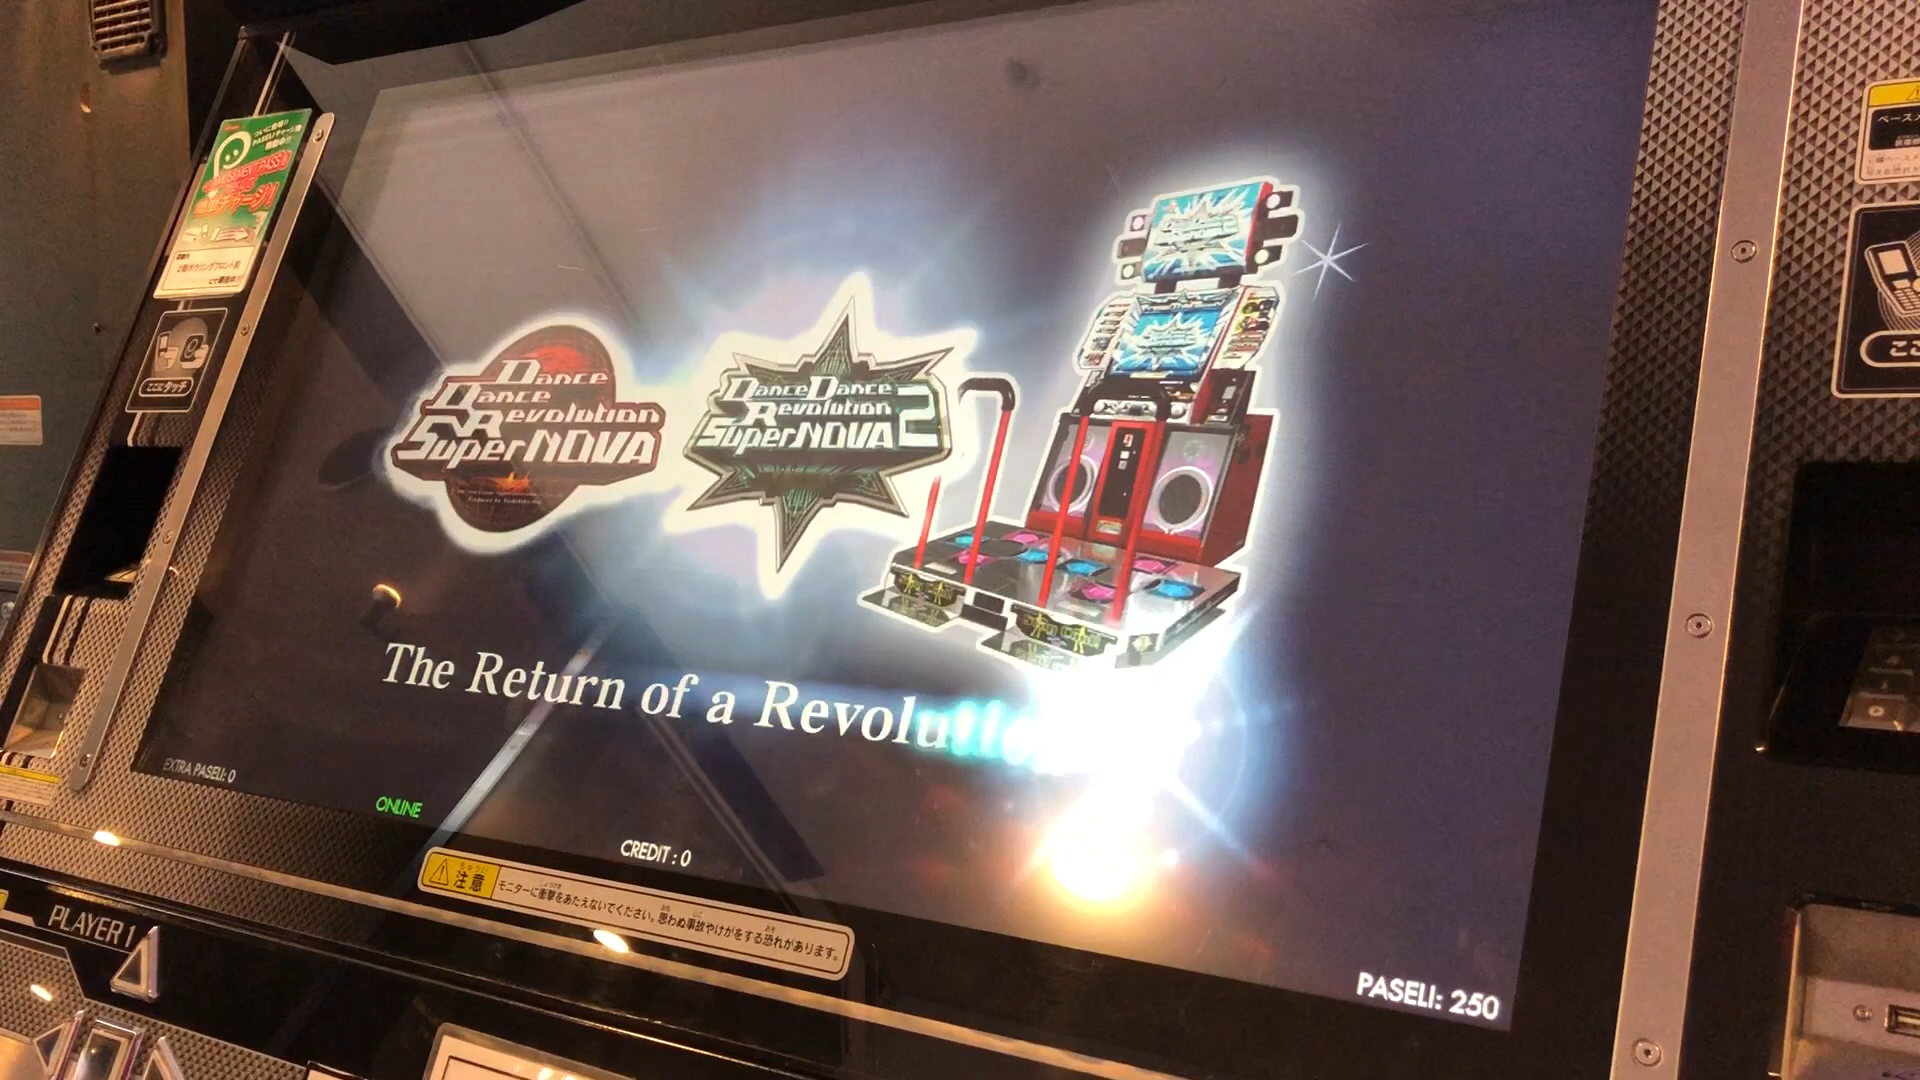 Dance
Dance
Revolution
SuperNOVA
Dance Dance
Revolution
SuperNOVA 2
The Return of a Revoluti
EXTRA PASELI: 0
ONLINE
CREDIT : 0
PASELI: 250
注意
モニターに衝撃をあたえないでください。思わぬ事故やけがをする恐れがあります。
PLAYER 1
ここにタッチ
ここ